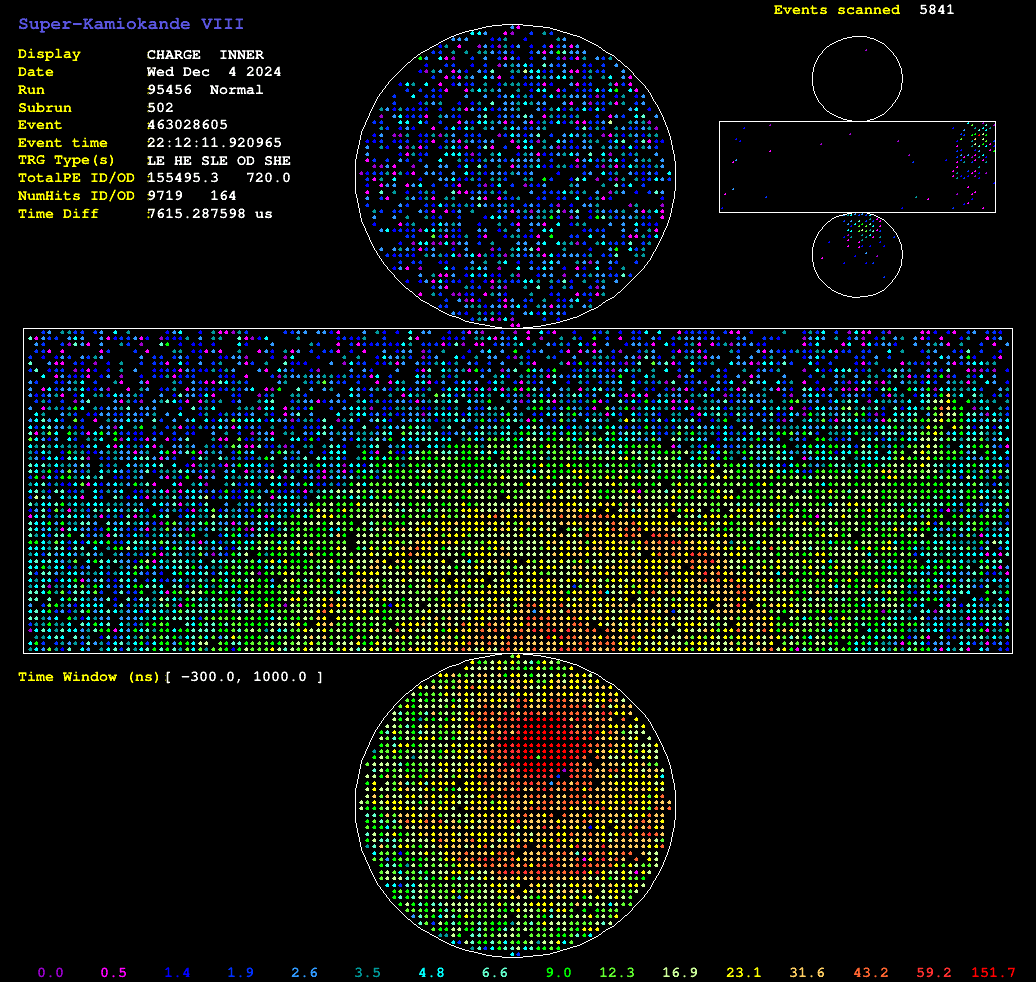 Super-Kamiokande VIII
Events scanned 5841
Display CHARGE INNER
Date Wed Dec 4 2024
Run 95456 Normal
Subrun 502
Event 463028605
Event time 22:12:11.920965
TRG Type(s) LE HE SLE OD SHE
TotalPE ID/OD 155495.3 720.0
NumHits ID/OD 9719 164
Time Diff 7615.287598 us
Time Window (ns) [ -300.0, 1000.0 ]
0.0 0.5 1.4 1.9 2.6 3.5 4.8 6.6 9.0 12.3 16.9 23.1 31.6 43.2 59.2 151.7